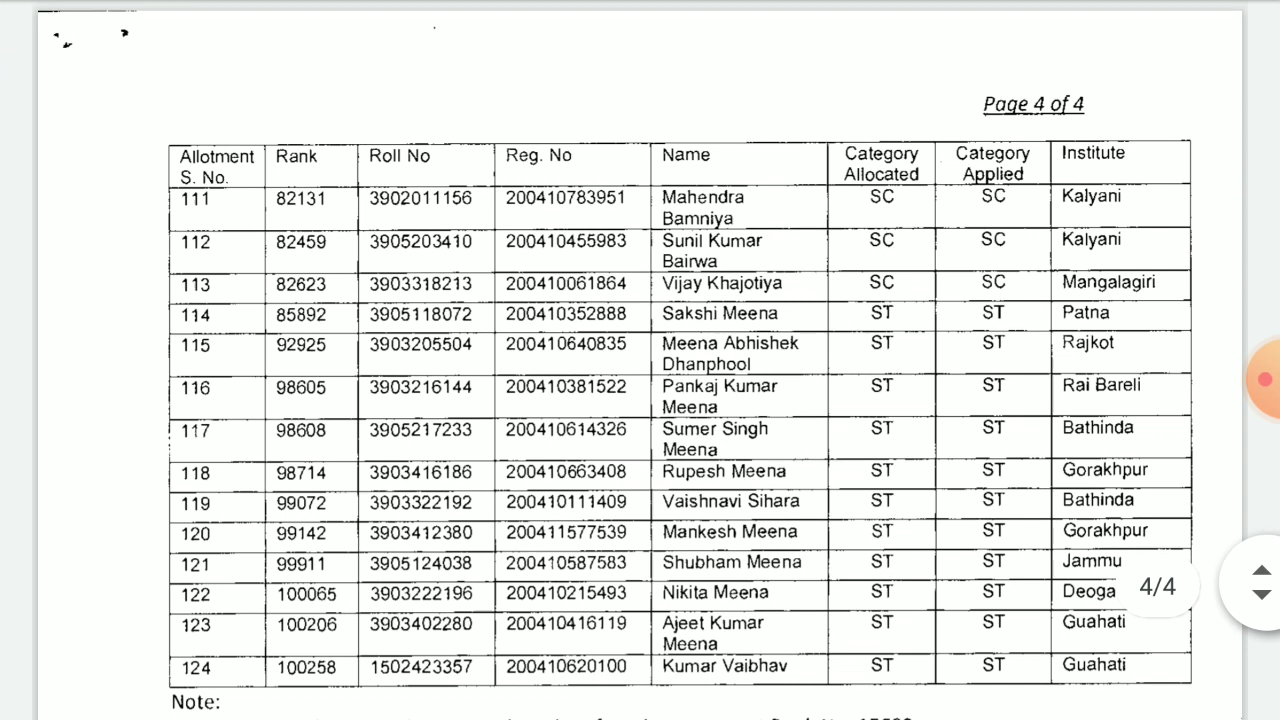 Page 4 of 4
Allotment S. No. Rank Roll No Reg. No Name Category Allocated Category Applied Institute
111 82131 3902011156 200410783951 Mahendra Bamniya SC SC Kalyani
112 82459 3905203410 200410455983 Sunil Kumar Bairwa SC SC Kalyani
113 82623 3903318213 200410061864 Vijay Khajotiya SC SC Mangalagiri
114 85892 3905118072 200410352888 Sakshi Meena ST ST Patna
115 92925 3903205504 200410640835 Meena Abhishek Dhanphool ST ST Rajkot
116 98605 3903216144 200410381522 Pankaj Kumar Meena ST ST Rai Bareli
117 98608 3905217233 200410614326 Sumer Singh Meena ST ST Bathinda
118 98714 3903416186 200410663408 Rupesh Meena ST ST Gorakhpur
119 99072 3903322192 200410111409 Vaishnavi Sihara ST ST Bathinda
120 99142 3903412380 200411577539 Mankesh Meena ST ST Gorakhpur
121 99911 3905124038 200410587583 Shubham Meena ST ST Jammu
122 100065 3903222196 200410215493 Nikita Meena ST ST Deoga
4/4
123 100206 3903402280 200410416119 Ajeet Kumar Meena ST ST Guahati
124 100258 1502423357 200410620100 Kumar Vaibhav ST ST Guahati
Note: